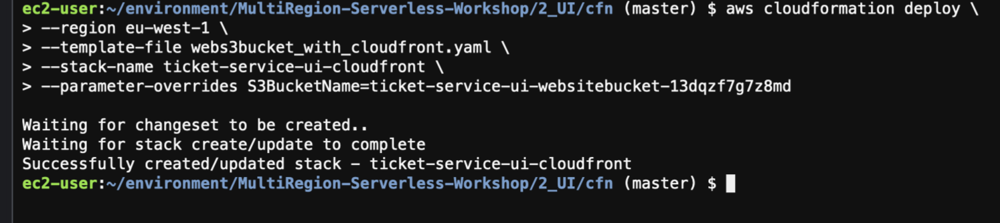 ec2-user:~/environment/MultiRegion-Serverless-Workshop/2_UI/cfn (master) $ aws cloudformation deploy \
> --region eu-west-1 \
> --template-file webs3bucket_with_cloudfront.yaml \
> --stack-name ticket-service-ui-cloudfront \
> --parameter-overrides S3BucketName=ticket-service-ui-websitebucket-13dqzf7g7z8md
Waiting for changeset to be created..
Waiting for stack create/update to complete
Successfully created/updated stack - ticket-service-ui-cloudfront
ec2-user:~/environment/MultiRegion-Serverless-Workshop/2_UI/cfn (master) $